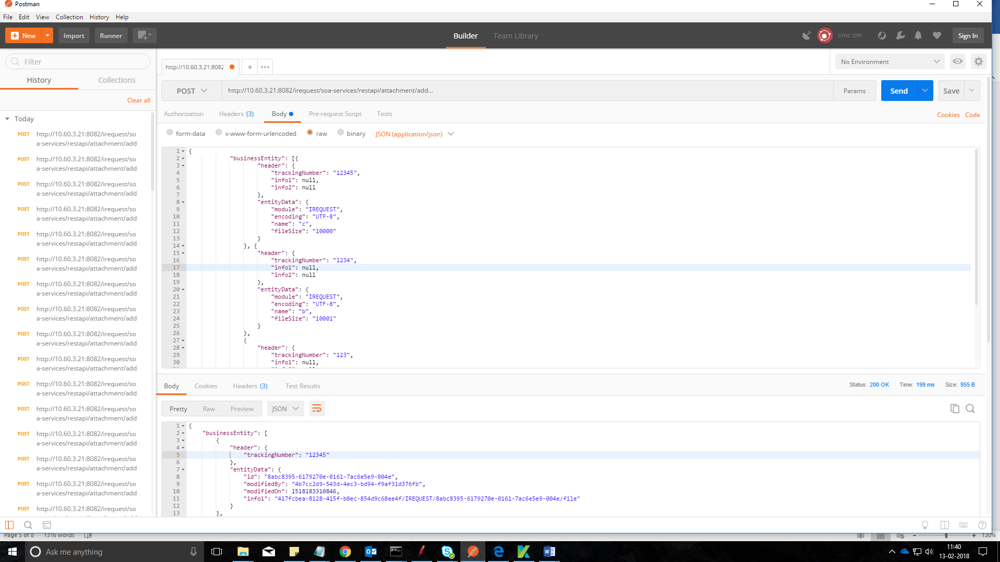 Postman
File Edit View Collection History Help
New Import Runner Builder Team Library SYNC OFF Sign In
Filter
History Collections
Clear all
Today
POST http://10.60.3.21:8082/irequest/so
a-services/restapi/attachment/add
POST http://10.60.3.21:8082/irequest/so
a-services/restapi/attachment/add
POST http://10.60.3.21:8082/irequest/so
a-services/restapi/attachment/add
POST http://10.60.3.21:8082/irequest/so
a-services/restapi/attachment/add
POST http://10.60.3.21:8082/irequest/so
a-services/restapi/attachment/add
POST http://10.60.3.21:8082/irequest/so
a-services/restapi/attachment/add
POST http://10.60.3.21:8082/irequest/so
a-services/restapi/attachment/add
POST http://10.60.3.21:8082/irequest/so
a-services/restapi/attachment/add
POST http://10.60.3.21:8082/irequest/so
a-services/restapi/attachment/add
POST http://10.60.3.21:8082/irequest/so
a-services/restapi/attachment/add
POST http://10.60.3.21:8082/irequest/so
a-services/restapi/attachment/add
POST http://10.60.3.21:8082/irequest/so
a-services/restapi/attachment/add
POST http://10.60.3.21:8082/irequest/so
a-services/restapi/attachment/add
POST http://10.60.3.21:8082/irequest/so
a-services/restapi/attachment/add
POST http://10.60.3.21:8082/irequest/so
a-services/restapi/attachment/add
POST http://10.60.3.21:8082/irequest/so
http://10.60.3.21:8082 + ••• No Environment
POST http://10.60.3.21:8082/irequest/soa-services/restapi/attachment/add... Params Send Save
Authorization Headers (3) Body Pre-request Script Tests Cookies Code
form-data x-www-form-urlencoded raw binary JSON (application/json)
1 {
2 "businessEntity": [{
3 "header": {
4 "trackingNumber": "12345",
5 "info1": null,
6 "info2": null
7 },
8 "entityData": {
9 "module": "IREQUEST",
10 "encoding": "UTF-8",
11 "name": "c",
12 "fileSize": "10000"
13 }
14 }, {
15 "header": {
16 "trackingNumber": "1234",
17 "info1": null,
18 "info2": null
19 },
20 "entityData": {
21 "module": "IREQUEST",
22 "encoding": "UTF-8",
23 "name": "b",
24 "fileSize": "10001"
25 }
26 },
27 {
28 "header": {
29 "trackingNumber": "123",
30 "info1": null,
Body Cookies Headers (3) Test Results Status: 200 OK Time: 199 ms Size: 955 B
Pretty Raw Preview JSON
1 {
2 "businessEntity": [
3 {
4 "header": {
5 "trackingNumber": "12345"
6 },
7 "entityData": {
8 "id": "8abc8395-6179270e-0161-7ac6e5e9-004e",
9 "modifiedBy": "4b7cc2d9-543d-4ec3-bd94-f9af31d376fb",
10 "modifiedOn": 1518183310846,
11 "info1": "417fcbea-8128-415f-b0ec-854d9c68ee4f/IREQUEST/8abc8395-6179270e-0161-7ac6e5e9-004e/file"
12 }
13 },
Page 5 of 8 1316 words 130%
Ask me anything
11:40
13-02-2018